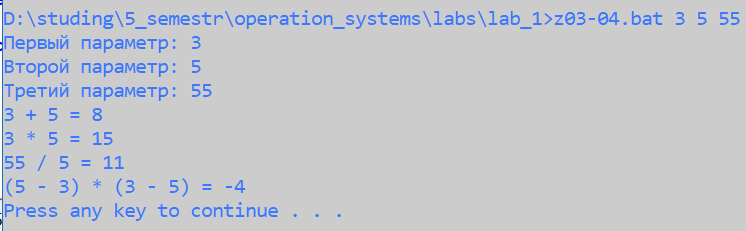 D:\studing\5_semestr\operation_systems\labs\lab_1>z03-04.bat 3 5 55
Первый параметр: 3
Второй параметр: 5
Третий параметр: 55
3 + 5 = 8
3 * 5 = 15
55 / 5 = 11
(5 - 3) * (3 - 5) = -4
Press any key to continue . . .